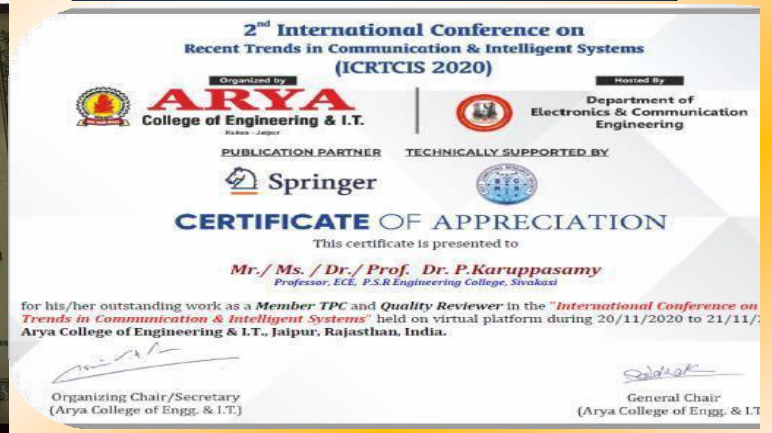 2nd International Conference on
Recent Trends in Communication & Intelligent Systems
(ICRTCIS 2020)
Organized by
Hosted By
ARYA
College of Engineering & I.T.
Kukas - Jaipur
Department of
Electronics & Communication
Engineering
PUBLICATION PARTNER
TECHNICALLY SUPPORTED BY
Springer
CERTIFICATE OF APPRECIATION
This certificate is presented to
Mr./ Ms. / Dr./ Prof. Dr. P.Karuppasamy
Professor, ECE, P.S.R Engineering College, Sivakasi
for his/her outstanding work as a Member TPC and Quality Reviewer in the "International Conference on
Trends in Communication & Intelligent Systems" held on virtual platform during 20/11/2020 to 21/11/
Arya College of Engineering & I.T., Jaipur, Rajasthan, India.
Organizing Chair/Secretary
(Arya College of Engg. & I.T.)
General Chair
(Arya College of Engg. & I.T